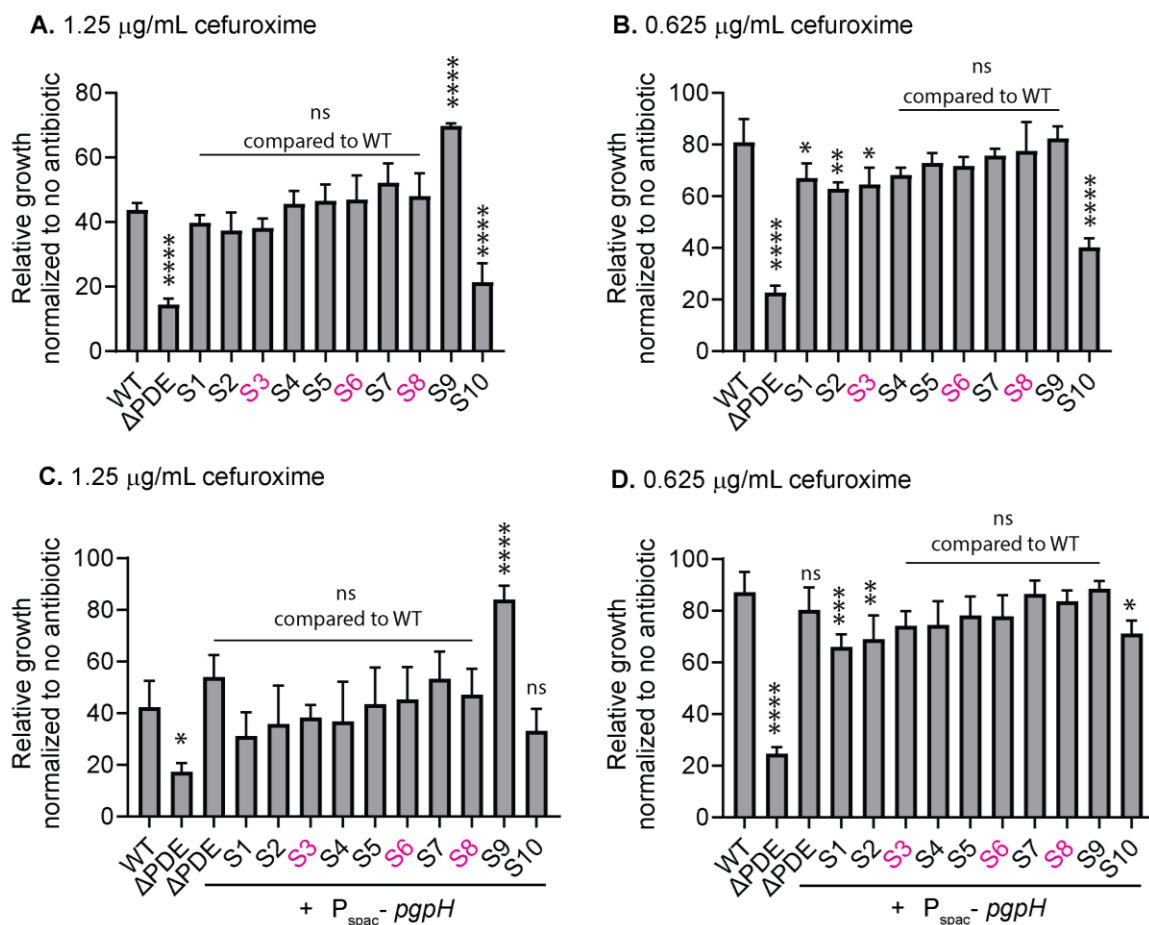 A. 1.25 μg/mL cefuroxime
Relative growth
normalized to no antibiotic
80
60
40
20
0
ns
compared to WT
****
****
****
WT
ΔPDE
S1
S2
S3
S4
S5
S6
S7
S8
S9
S10
B. 0.625 μg/mL cefuroxime
Relative growth
normalized to no antibiotic
100
80
60
40
20
0
ns
compared to WT
****
*
**
*
****
WT
ΔPDE
S1
S2
S3
S4
S5
S6
S7
S8
S9
S10
C. 1.25 μg/mL cefuroxime
Relative growth
normalized to no antibiotic
100
80
60
40
20
0
ns
compared to WT
*
****
ns
WT
ΔPDE
ΔPDE
S1
S2
S3
S4
S5
S6
S7
S8
S9
S10
+ Pspac- pgpH
D. 0.625 μg/mL cefuroxime
Relative growth
normalized to no antibiotic
100
80
60
40
20
0
ns
compared to WT
****
ns
***
**
*
WT
ΔPDE
ΔPDE
S1
S2
S3
S4
S5
S6
S7
S8
S9
S10
+ Pspac- pgpH